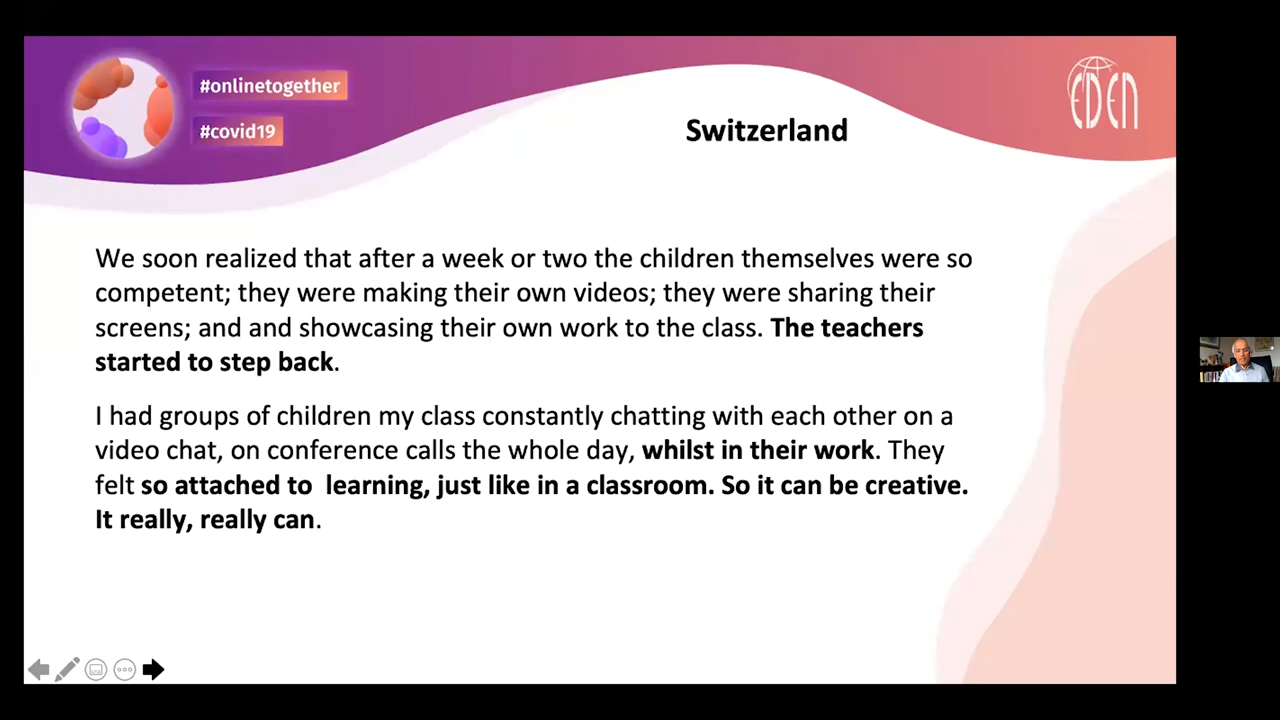 #onlinetogether
#covid19
EDEN
Switzerland
We soon realized that after a week or two the children themselves were so
competent; they were making their own videos; they were sharing their
screens; and and showcasing their own work to the class. The teachers
started to step back.
I had groups of children my class constantly chatting with each other on a
video chat, on conference calls the whole day, whilst in their work. They
felt so attached to  learning, just like in a classroom. So it can be creative.
It really, really can.